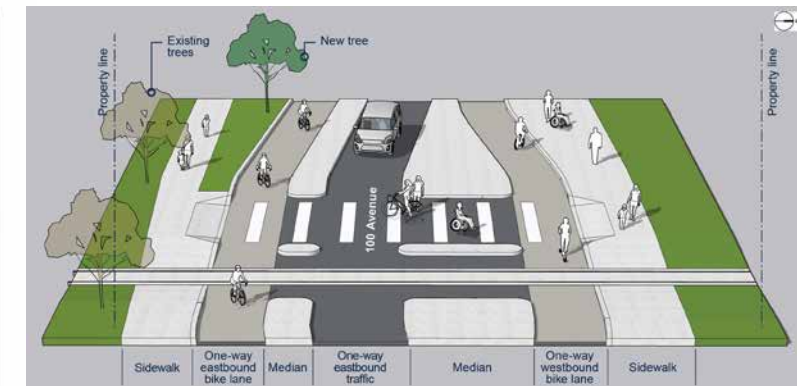 Existing
trees
New tree
Property line
Property line
100 Avenue
Sidewalk
One-way
eastbound
bike lane
Median
One-way
eastbound
traffic
Median
One-way
westbound
bike lane
Sidewalk